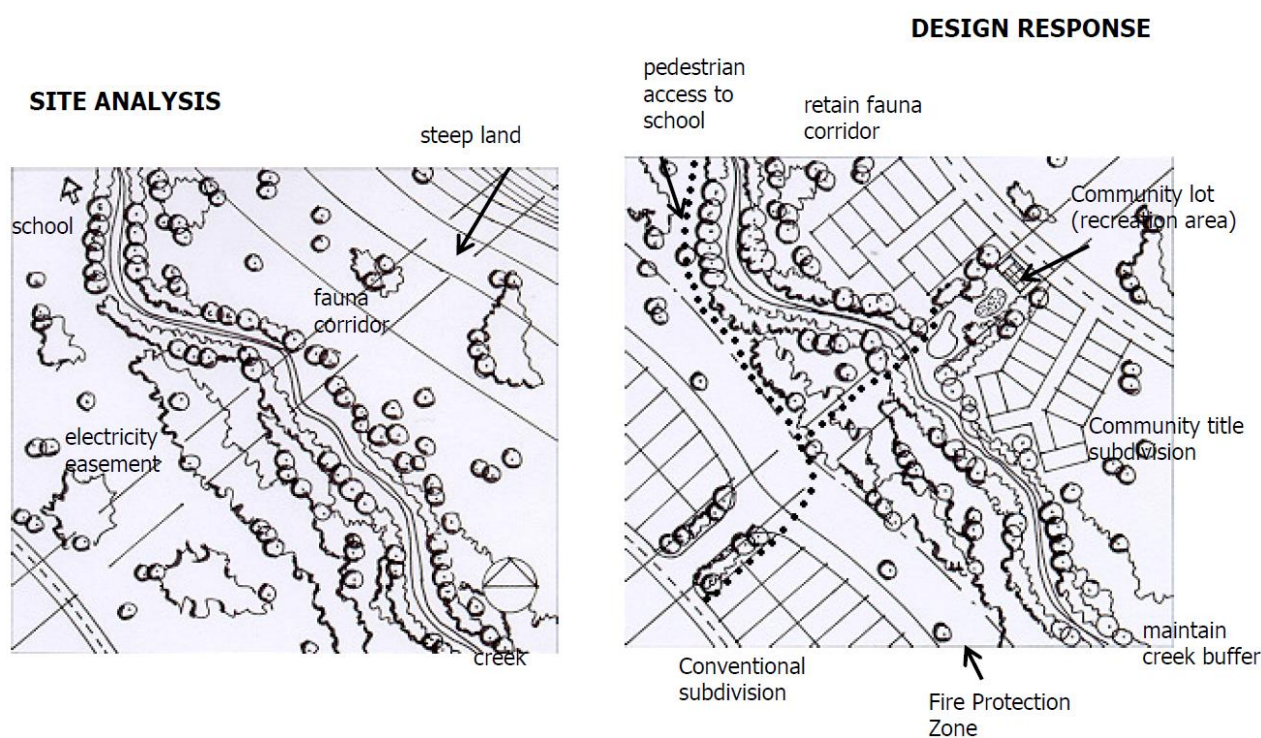 SITE ANALYSIS
steep land
school
fauna
corridor
electricity
easement
creek
DESIGN RESPONSE
pedestrian
access to
school
retain fauna
corridor
Community lot
(recreation area)
Community title
subdivision
maintain
creek buffer
Conventional
subdivision
Fire Protection
Zone